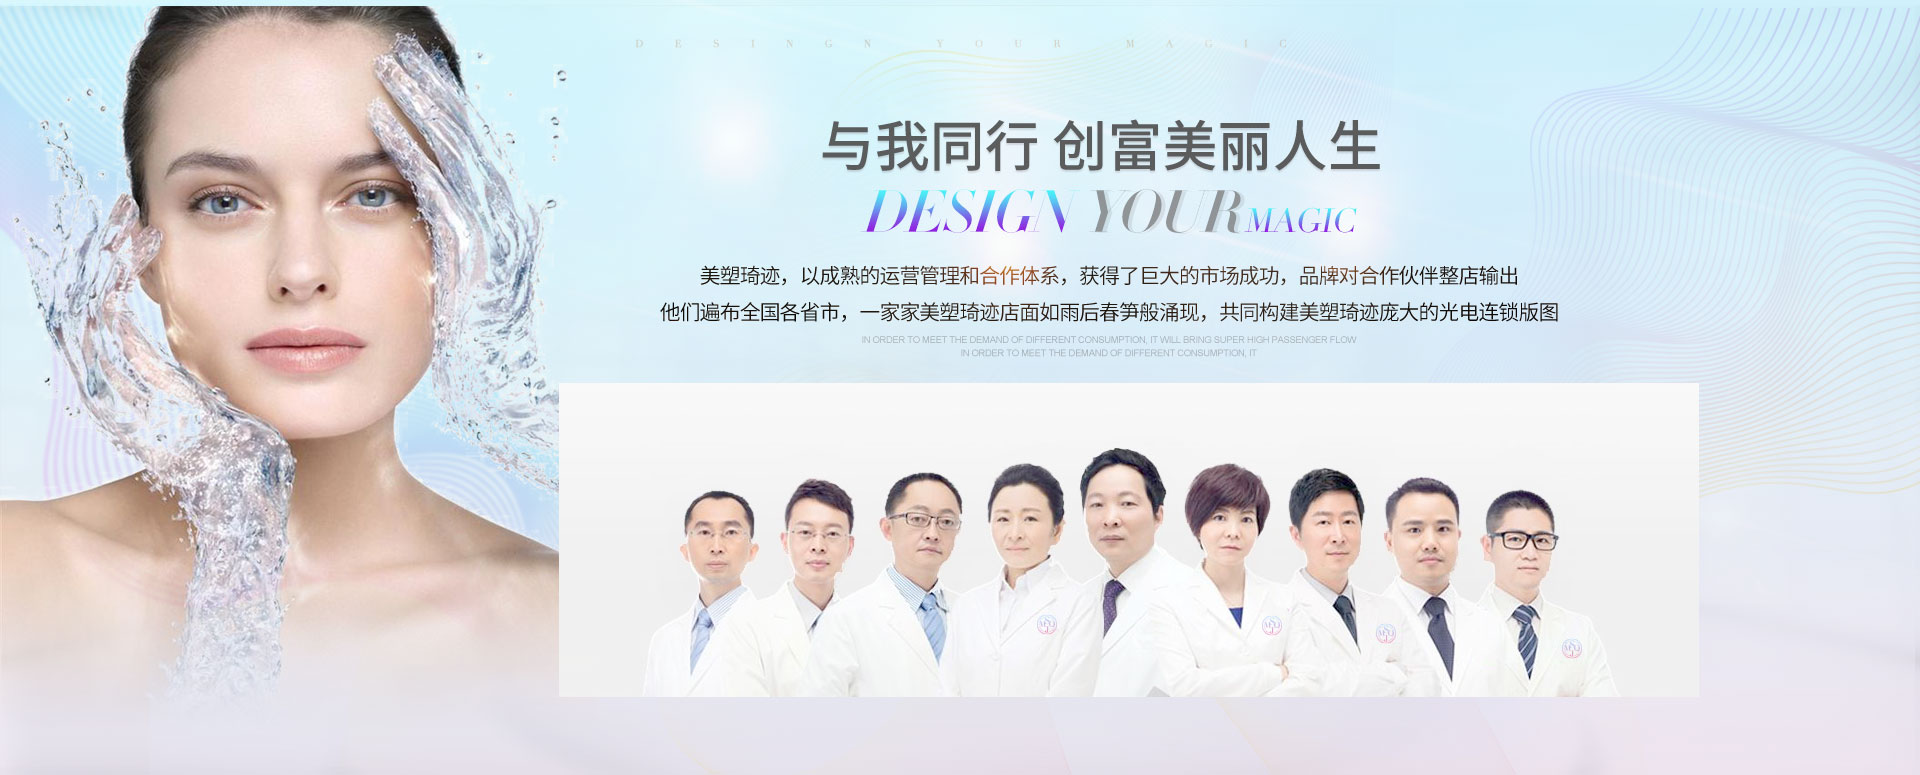 DESINGN YOUR MAGIC
与我同行 创富美丽人生
DESIGN YOUR MAGIC
美塑琦迹，以成熟的运营管理和合作体系，获得了巨大的市场成功，品牌对合作伙伴整店输出
他们遍布全国各省市，一家家美塑琦迹店面如雨后春笋般涌现，共同构建美塑琦迹庞大的光电连锁版图
IN ORDER TO MEET THE DEMAND OF DIFFERENT CONSUMPTION, IT WILL BRING SUPER HIGH PASSENGER FLOW
IN ORDER TO MEET THE DEMAND OF DIFFERENT CONSUMPTION, IT